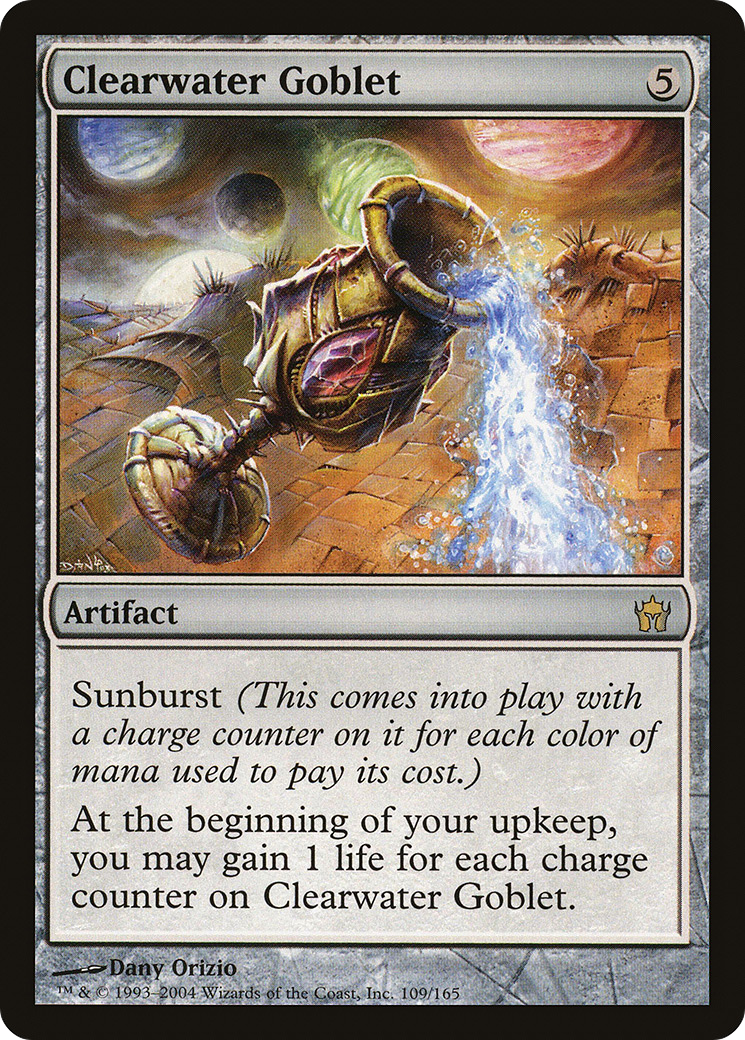 Clearwater Goblet 5
Artifact
Sunburst (This comes into play with
a charge counter on it for each color of
mana used to pay its cost.)
At the beginning of your upkeep,
you may gain 1 life for each charge
counter on Clearwater Goblet.
Dany Orizio
™ & © 1993–2004 Wizards of the Coast, Inc. 109/165